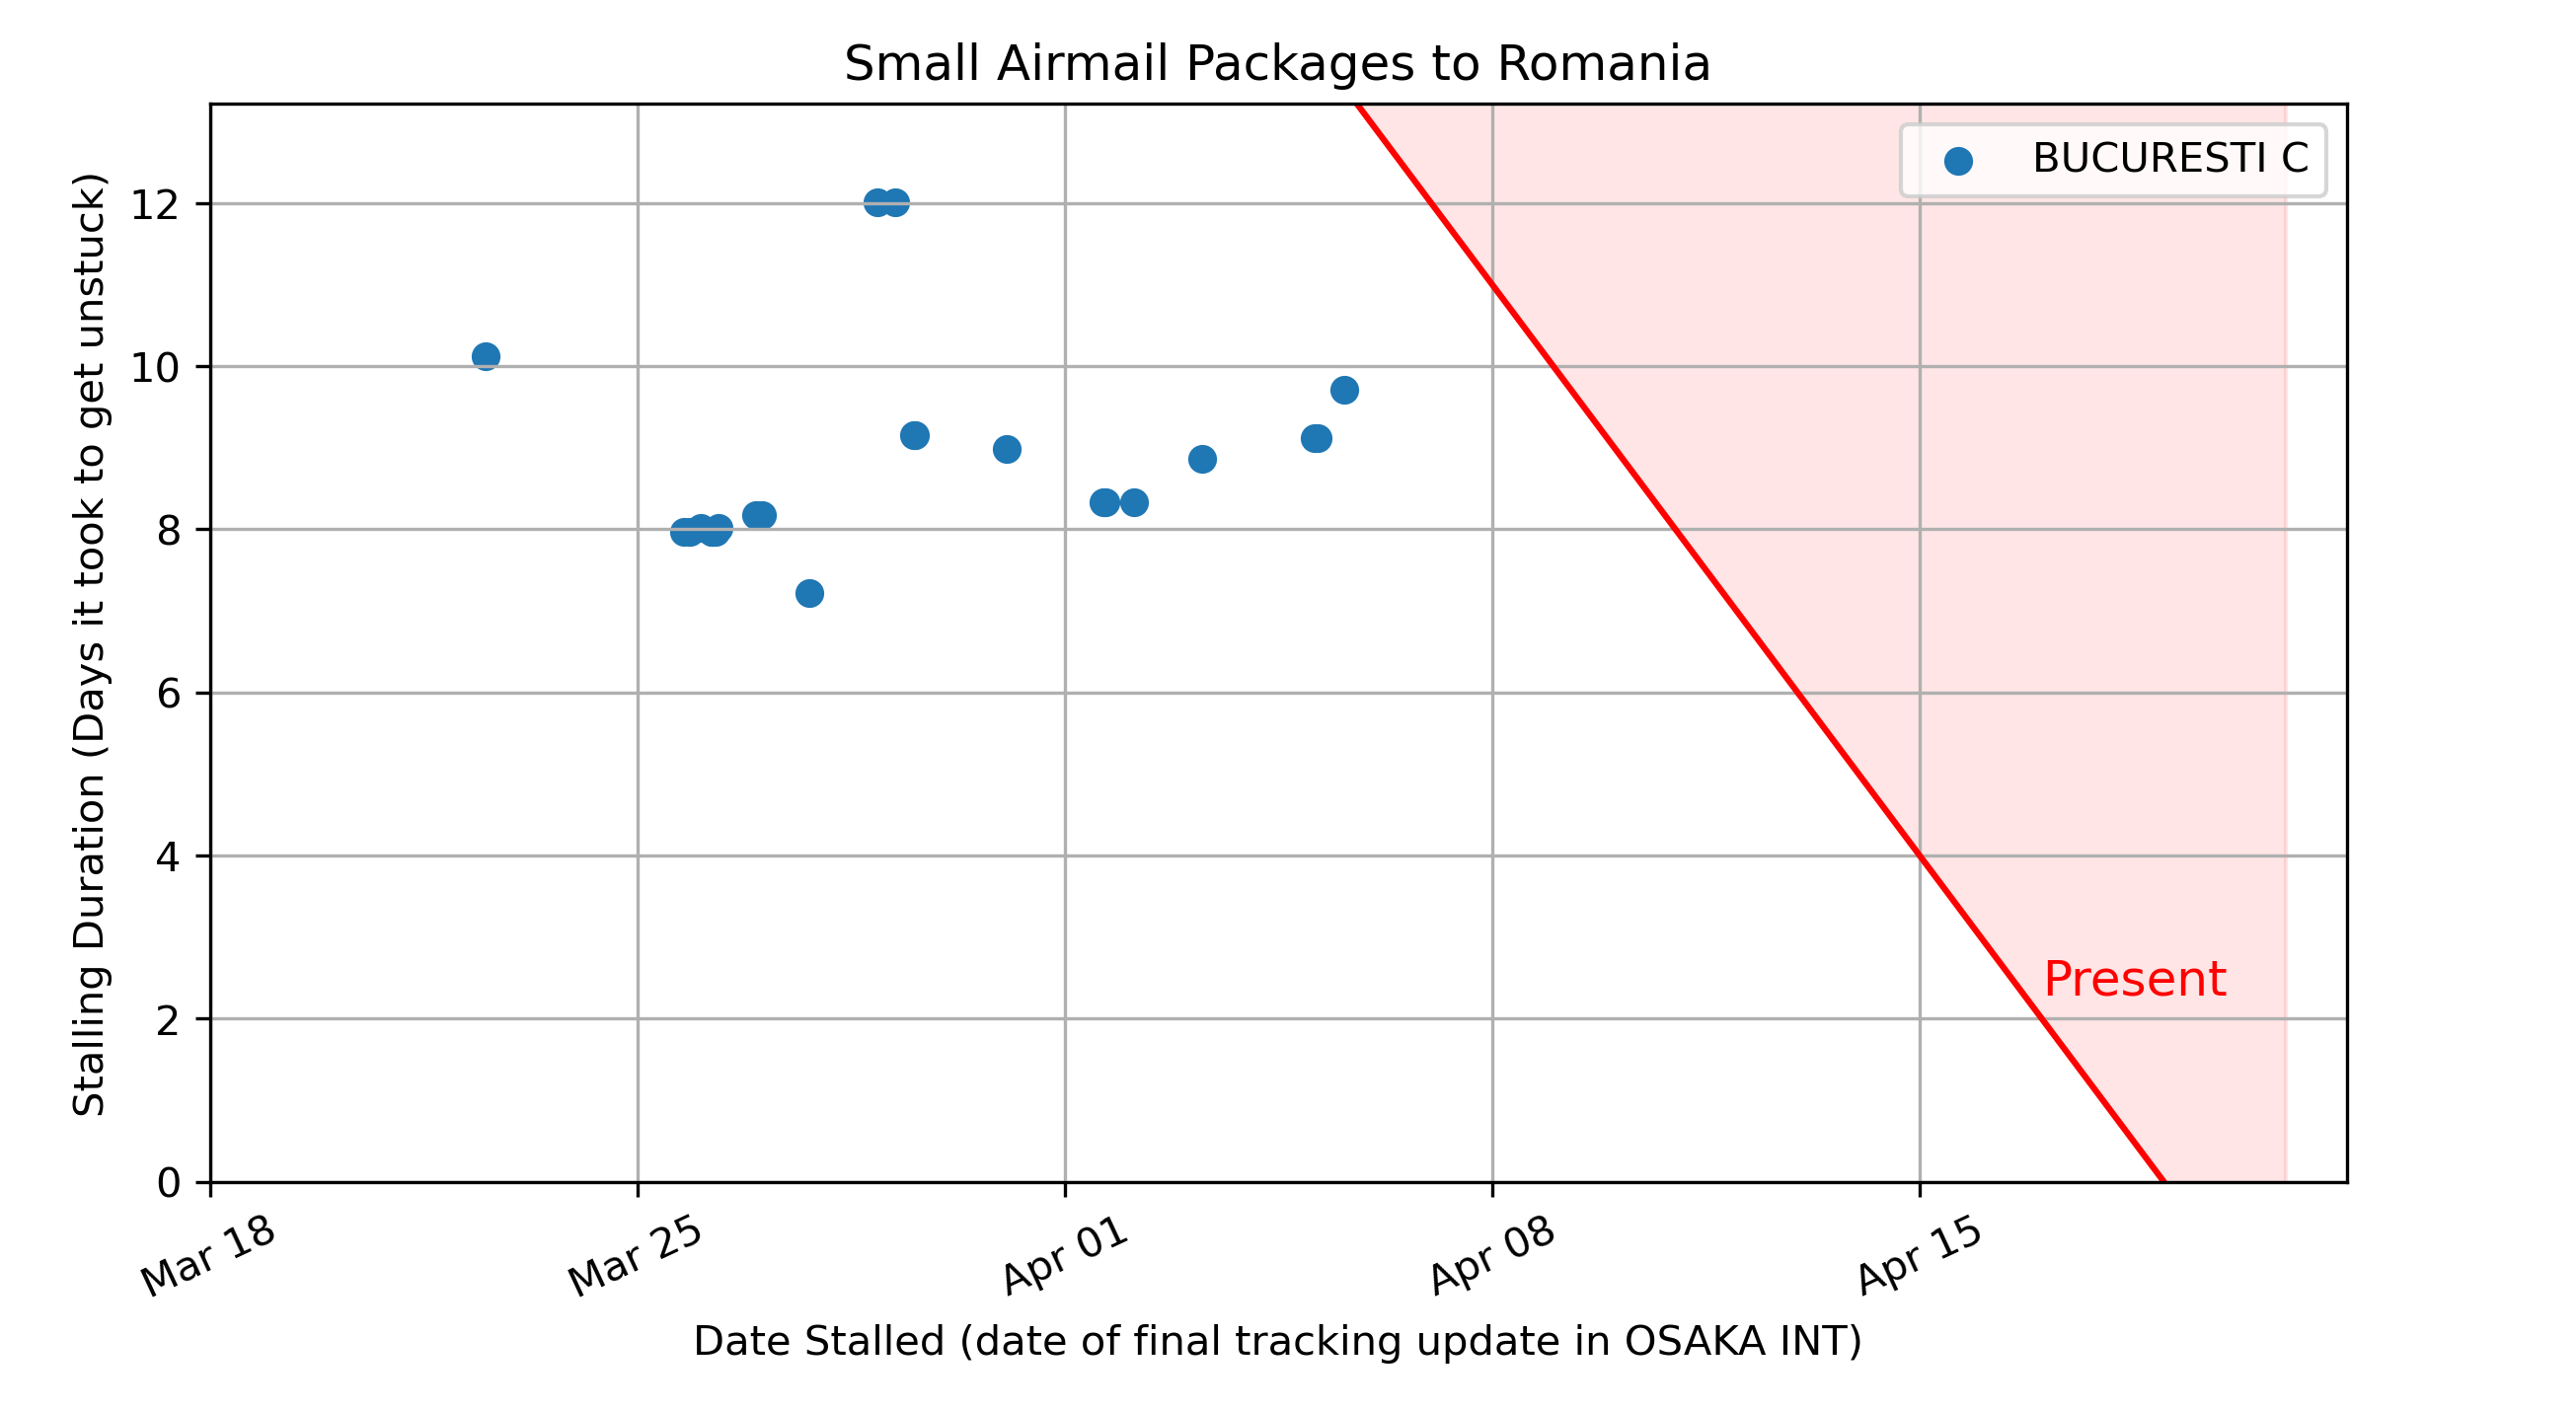 Small Airmail Packages to Romania
BUCURESTI C
Stalling Duration (Days it took to get unstuck)
12
10
8
6
4
2
0
Present
Mar 18
Mar 25
Apr 01
Apr 08
Apr 15
Date Stalled (date of final tracking update in OSAKA INT)